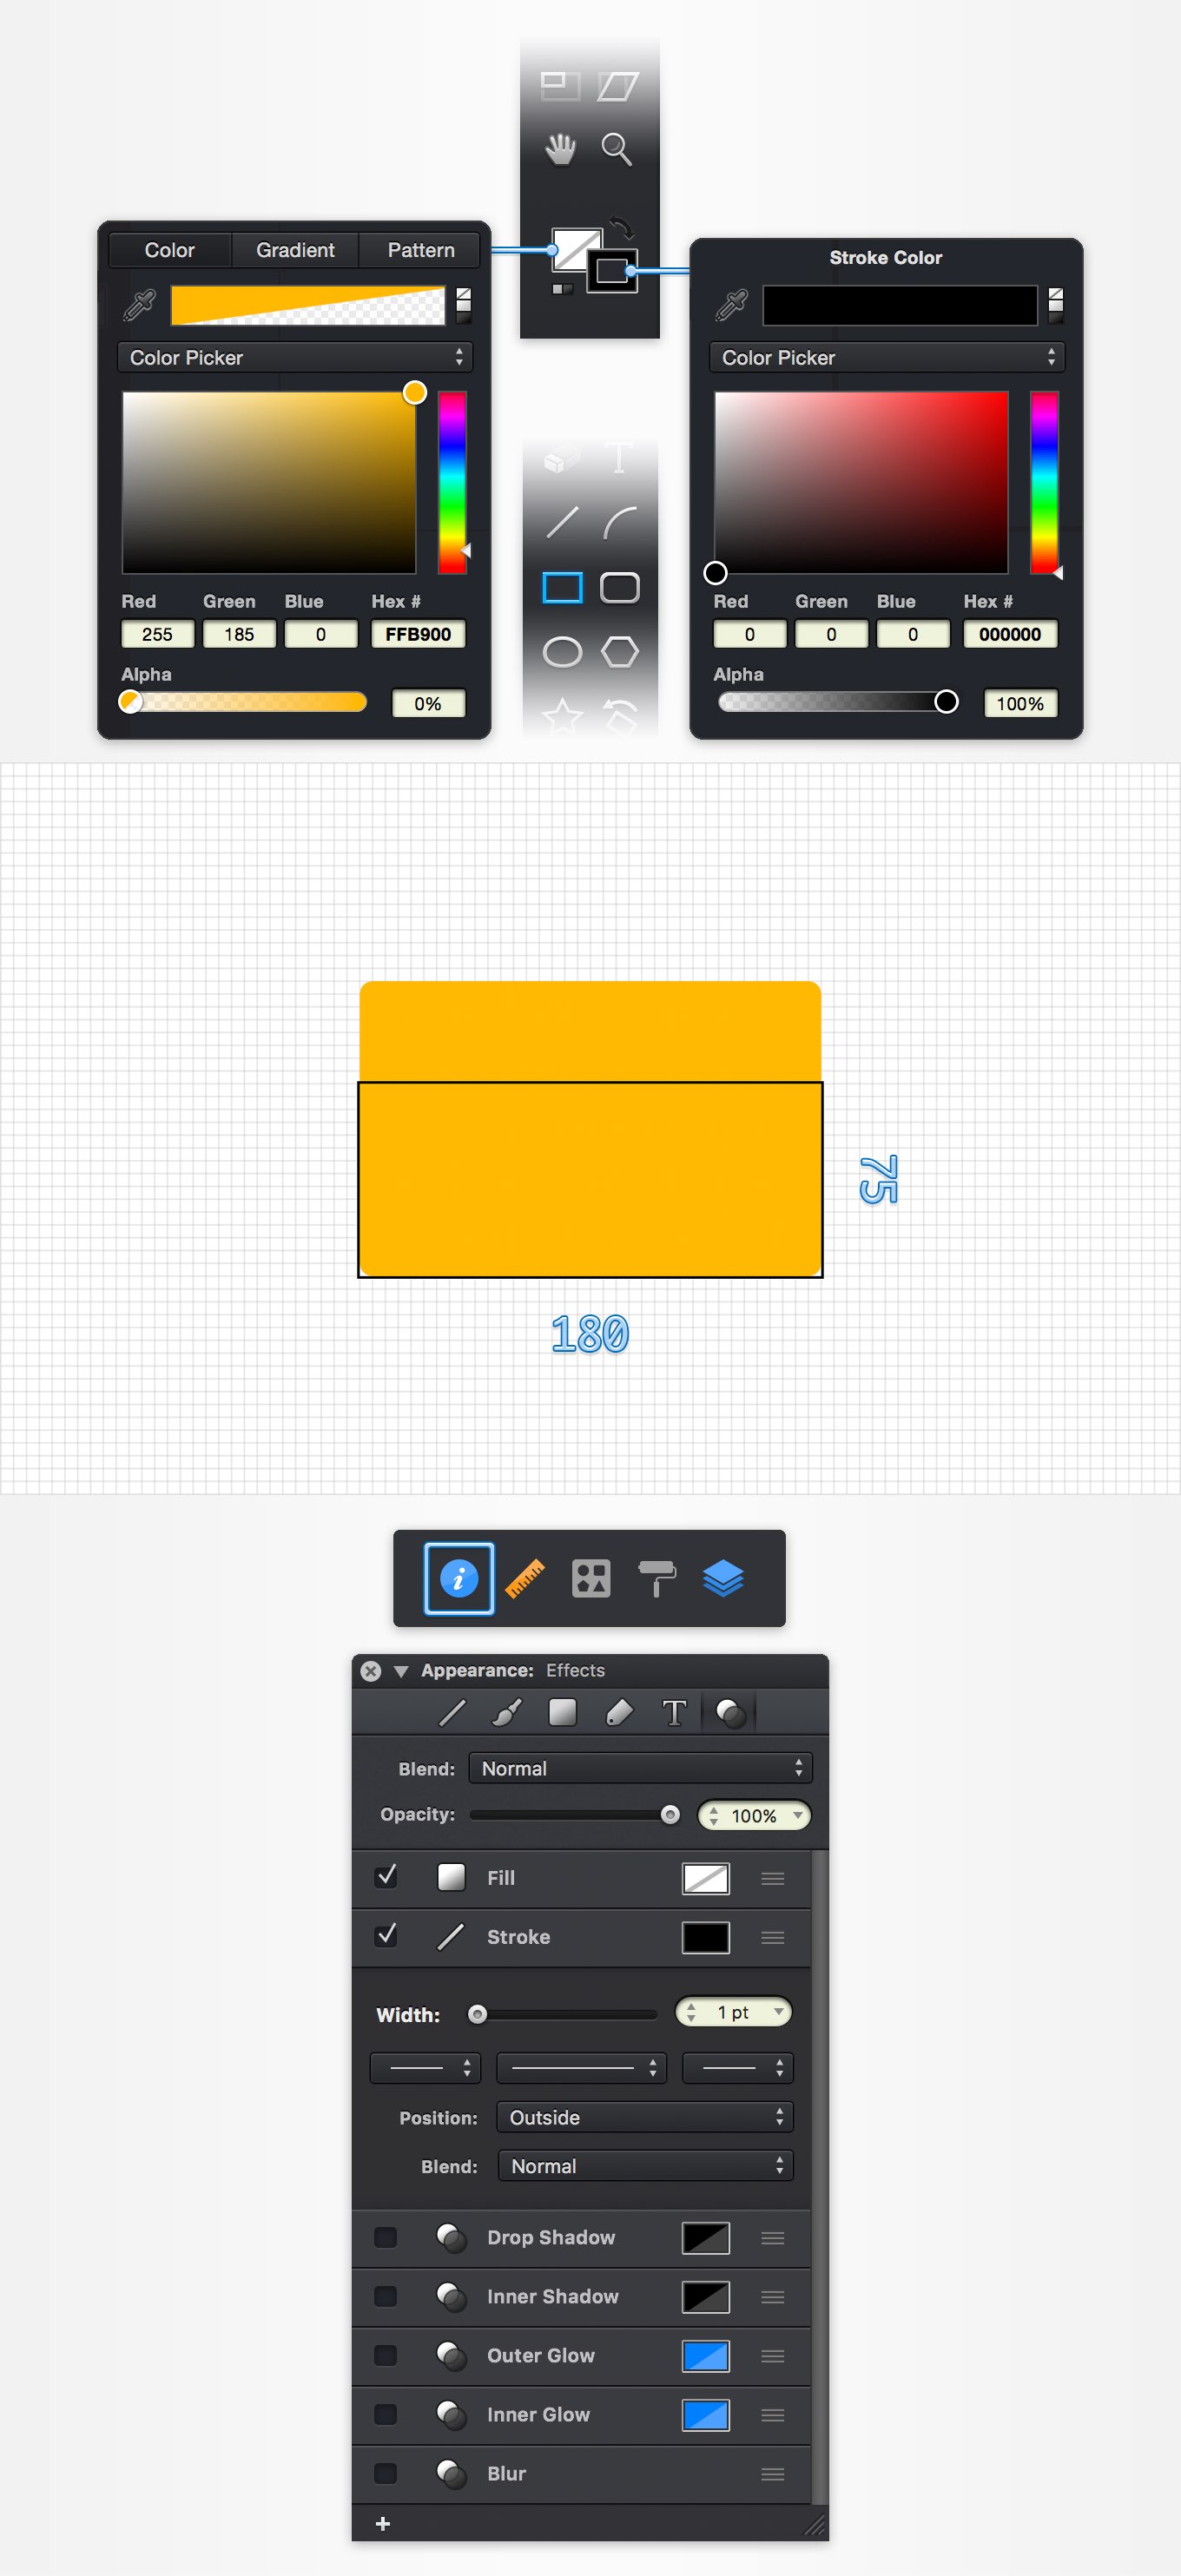 Color Gradient Pattern
Color Picker
Red Green Blue Hex #
255 185 0 FFB900
Alpha
0%
T
Stroke Color
Color Picker
Red Green Blue Hex #
0 0 0 000000
Alpha
100%
75
180
i
Appearance: Effects
T
Blend: Normal
Opacity: 100%
Fill
Stroke
Width: 1 pt
Position: Outside
Blend: Normal
Drop Shadow
Inner Shadow
Outer Glow
Inner Glow
Blur
+